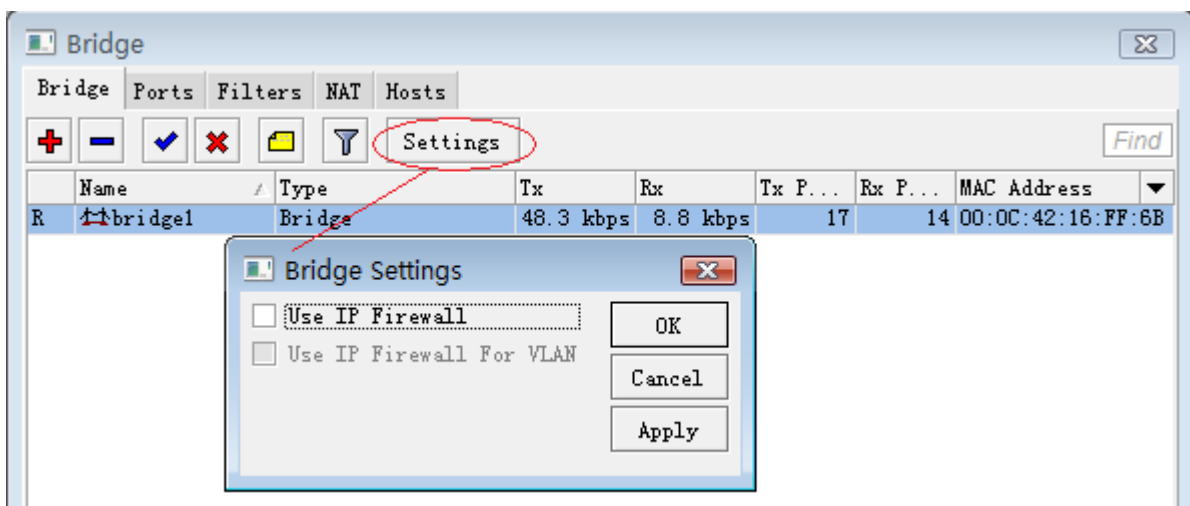 Bridge
Bridge Ports Filters NAT Hosts
Settings Find
Name Type Tx Rx Tx P... Rx P... MAC Address
R bridge1 Bridge 48.3 kbps 8.8 kbps 17 14 00:0C:42:16:FF:6B
Bridge Settings
Use IP Firewall OK
Use IP Firewall For VLAN
Cancel
Apply